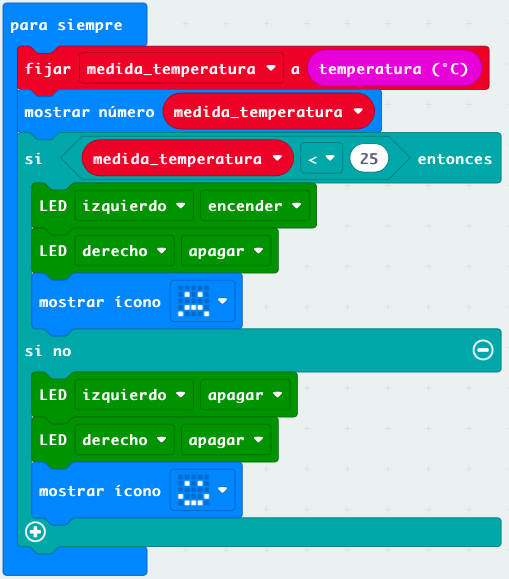 para siempre
fijar medida_temperatura a temperatura (°C)
mostrar número medida_temperatura
si medida_temperatura < 25 entonces
LED izquierdo encender
LED derecho apagar
mostrar ícono
si no
LED izquierdo apagar
LED derecho apagar
mostrar ícono